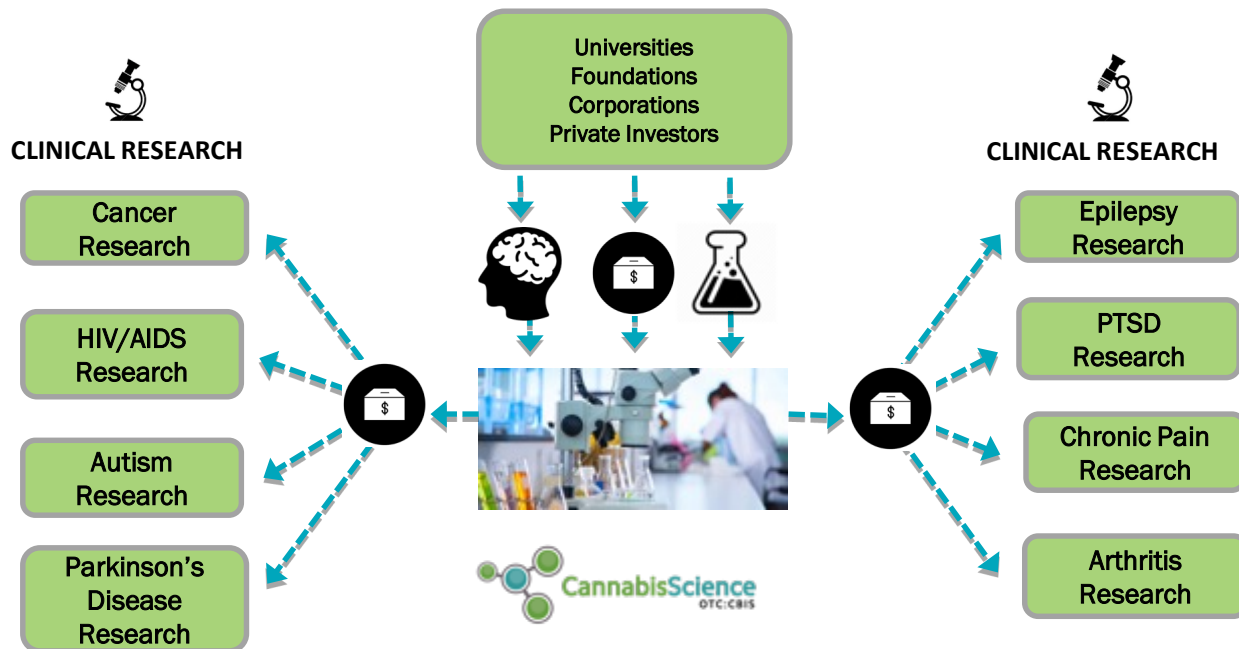 Universities
Foundations
Corporations
Private Investors
CLINICAL RESEARCH
Cancer
Research
HIV/AIDS
Research
Autism
Research
Parkinson's
Disease
Research
$
$
$
CannabisScience
OTC:CBIS
CLINICAL RESEARCH
Epilepsy
Research
PTSD
Research
Chronic Pain
Research
Arthritis
Research